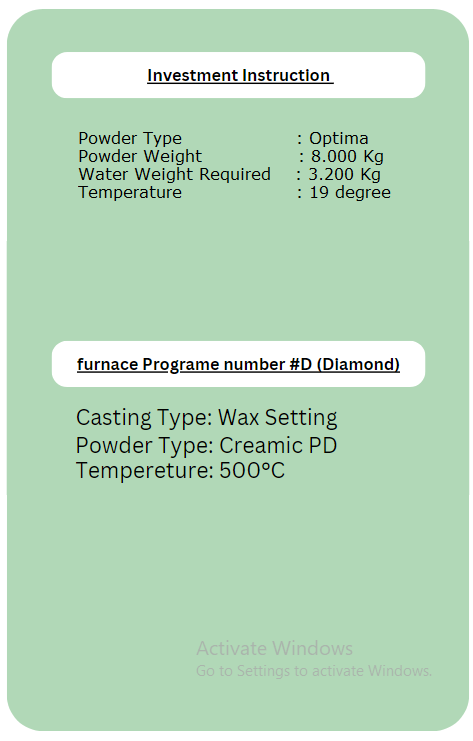 Investment Instruction
Powder Type : Optima
Powder Weight : 8.000 Kg
Water Weight Required : 3.200 Kg
Temperature : 19 degree
furnace Programe number #D (Diamond)
Casting Type: Wax Setting
Powder Type: Creamic PD
Tempereture: 500°C
Activate Windows
Go to Settings to activate Windows.